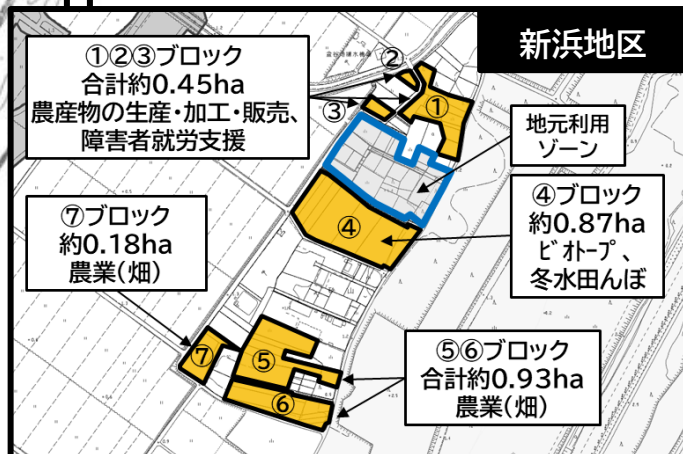 新浜地区
①②③ブロック
合計約0.45ha
農産物の生産・加工・販売、
障害者就労支援
②
①
③
地元利用
ゾーン
④ブロック
約0.87ha
ビオトープ、
冬水田んぼ
④
⑦ブロック
約0.18ha
農業(畑)
⑦
⑤
⑥
⑤⑥ブロック
合計約0.93ha
農業(畑)